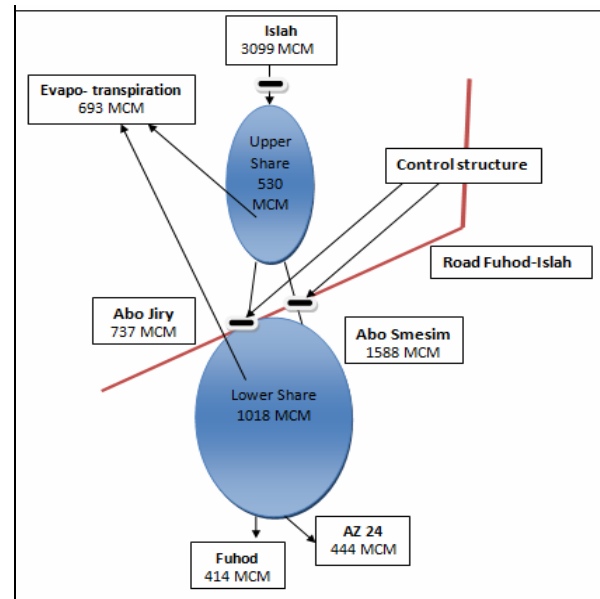 Islah
3099 MCM
Evapo- transpiration
693 MCM
Upper
Share
530
MCM
Control structure
Road Fuhod-Islah
Abo Jiry
737 MCM
Abo Smesim
1588 MCM
Lower Share
1018 MCM
AZ 24
444 MCM
Fuhod
414 MCM